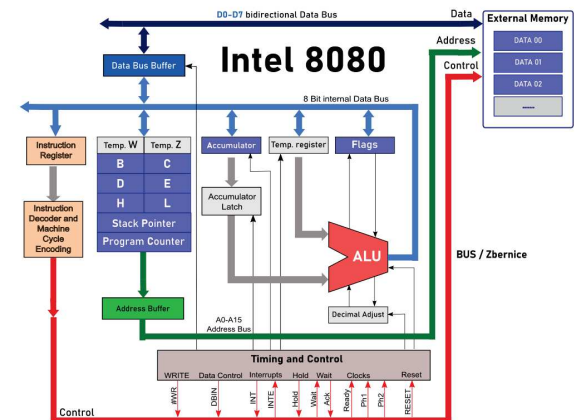 D0-D7 bidirectional Data Bus
Data
External Memory
DATA 00
DATA 01
DATA 02
......
Address
Control
Intel 8080
Data Bus Buffer
8 Bit internal Data Bus
Instruction
Register
Temp. W
Temp. Z
B
C
D
E
H
L
Stack Pointer
Program Counter
Accumulator
Temp. register
Flags
Accumulator
Latch
Instruction
Decoder and
Machine
Cycle
Encoding
ALU
BUS / Zbernice
Address Buffer
A0-A15
Address Bus
Decimal Adjust
Timing and Control
WRITE
Data Control
Interrupts
Hold
Wait
Clocks
Reset
#WR
DBIN
INT
INTE
Hold
Wait
Ack
Ready
Ph1
Ph2
RESET
Control